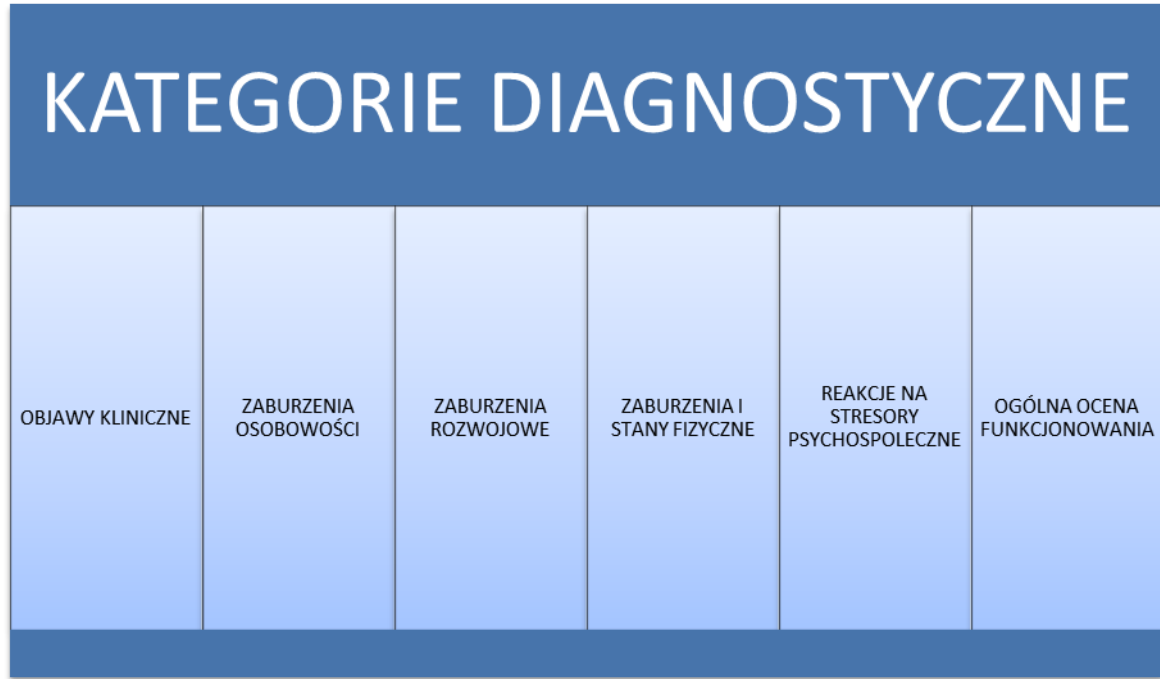 KATEGORIE DIAGNOSTYCZNE
OBJAWY KLINICZNE
ZABURZENIA
OSOBOWOŚCI
ZABURZENIA
ROZWOJOWE
ZABURZENIA I
STANY FIZYCZNE
REAKCJE NA
STRESORY
PSYCHOSPOLECZNE
OGÓLNA OCENA
FUNKCJONOWANIA